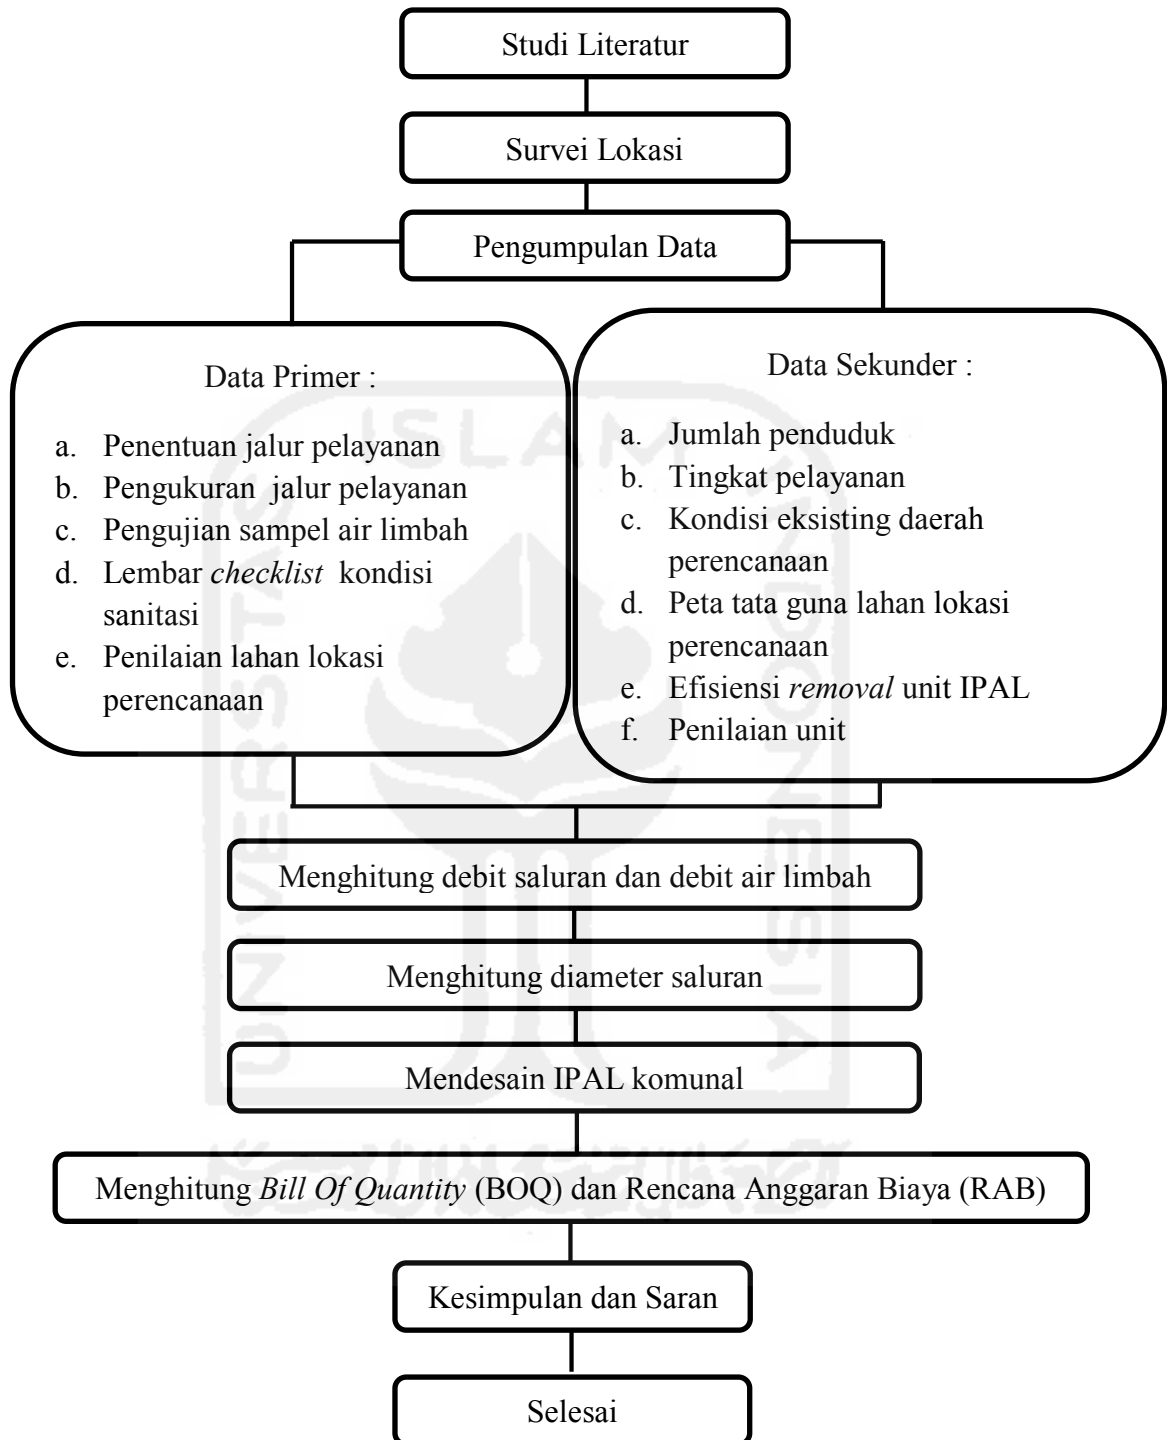 Studi Literatur
Survei Lokasi
Pengumpulan Data
Data Primer :
a. Penentuan jalur pelayanan
b. Pengukuran jalur pelayanan
c. Pengujian sampel air limbah
d. Lembar checklist kondisi
sanitasi
e. Penilaian lahan lokasi
perencanaan
Data Sekunder :
a. Jumlah penduduk
b. Tingkat pelayanan
c. Kondisi eksisting daerah
perencanaan
d. Peta tata guna lahan lokasi
perencanaan
e. Efisiensi removal unit IPAL
f. Penilaian unit
Menghitung debit saluran dan debit air limbah
Menghitung diameter saluran
Mendesain IPAL komunal
Menghitung Bill Of Quantity (BOQ) dan Rencana Anggaran Biaya (RAB)
Kesimpulan dan Saran
Selesai
UNIVERSITAS
ISLAM
INDONESIA